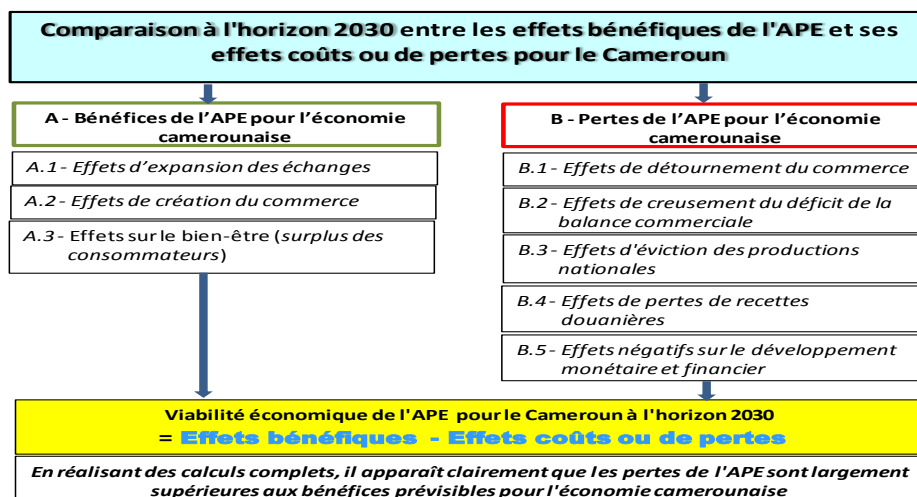 Comparaison à l'horizon 2030 entre les effets bénéfiques de l'APE et ses
effets coûts ou de pertes pour le Cameroun
A - Bénéfices de l'APE pour l'économie
camerounaise
A.1- Effets d'expansion des échanges
A.2- Effets de création du commerce
A.3- Effets sur le bien-être (surplus des
consommateurs)
B - Pertes de l'APE pour l'économie
camerounaise
B.1- Effets de détournement du commerce
B.2- Effets de creusement du déficit de la
balance commerciale
B.3- Effets d'éviction des productions
nationales
B.4- Effets de pertes de recettes
douanières
B.5- Effets négatifs sur le développement
monétaire et financier
Viabilité économique de l'APE pour le Cameroun à l'horizon 2030
= Effets bénéfiques - Effets coûts ou de pertes
En réalisant des calculs complets, il apparaît clairement que les pertes de l'APE sont largement
supérieures aux bénéfices prévisibles pour l'économie camerounaise